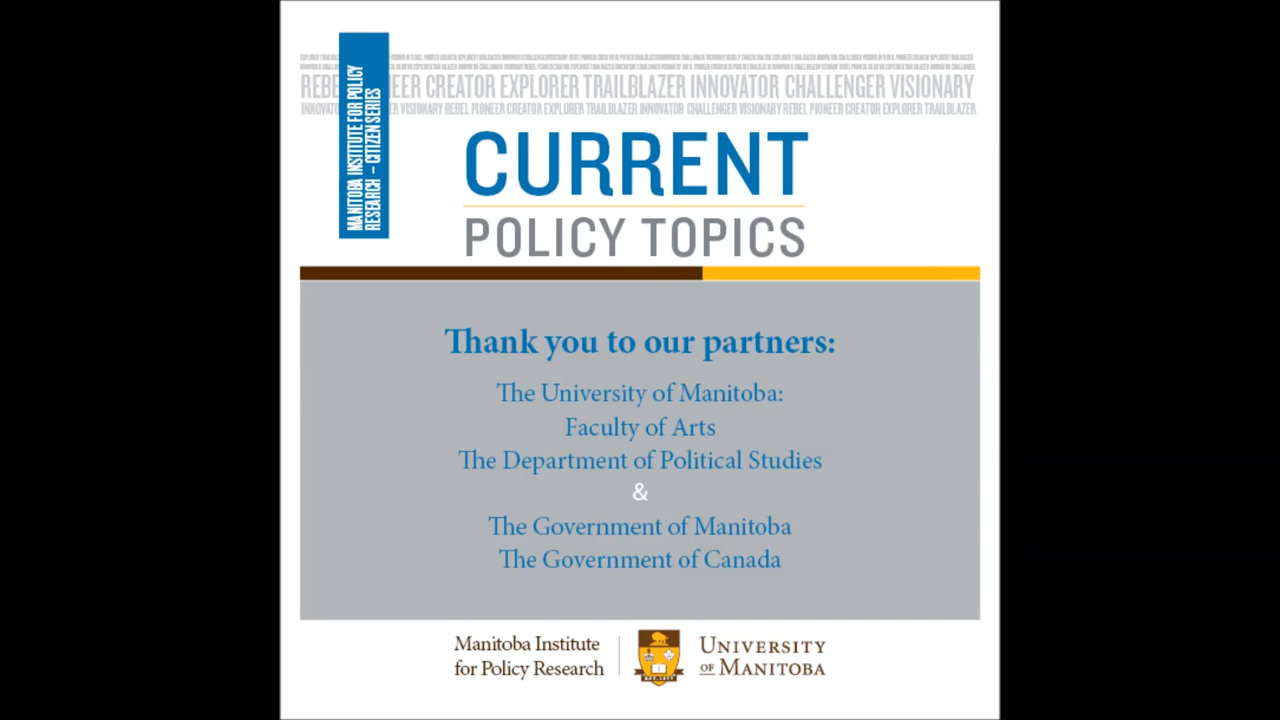 MANITOBA INSTITUTE FOR POLICY
RESEARCH – CITIZEN SERIES
CREATOR EXPLORER TRAILBLAZER INNOVATOR CHALLENGER VISIONARY
VISIONARY REBEL PIONEER CREATOR EXPLORER TRAILBLAZER INNOVATOR CHALLENGER VISIONARY REBEL PIONEER CREATOR EXPLORER TRAILBLAZER
CURRENT
POLICY TOPICS
Thank you to our partners:
The University of Manitoba:
Faculty of Arts
The Department of Political Studies
&
The Government of Manitoba
The Government of Canada
Manitoba Institute
for Policy Research
UNIVERSITY
OF MANITOBA